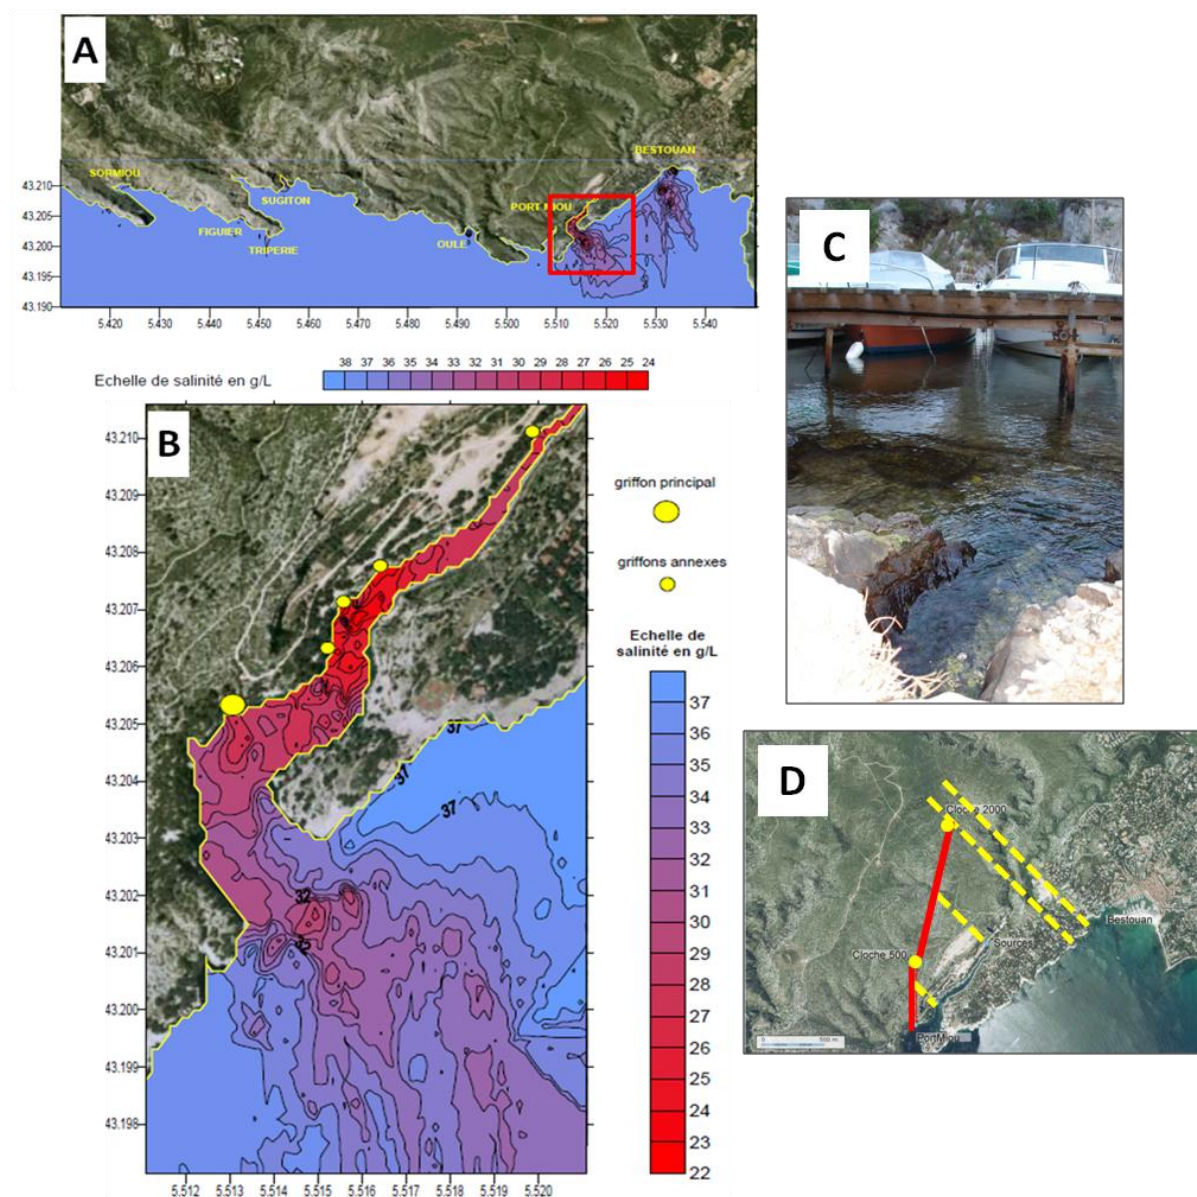 A
BESTOUAN
SORMIOU
SUGITON
PORT MIOU
FIGUIER
TRIPERIE
OULE
43.210
43.205
43.200
43.195
43.190
5.420 5.430 5.440 5.450 5.460 5.470 5.480 5.490 5.500 5.510 5.520 5.530 5.540
Echelle de salinité en g/L
38 37 36 35 34 33 32 31 30 29 28 27 26 25 24
B
43.210
43.209
43.208
43.207
43.206
43.205
43.204
43.203
43.202
43.201
43.200
43.199
43.198
37
37
37
32
35
5.512 5.513 5.514 5.515 5.516 5.517 5.518 5.519 5.520
griffon principal
griffons annexes
Echelle de
salinité en g/L
37
36
35
34
33
32
31
30
29
28
27
26
25
24
23
22
C
D
Cloche 2000
Bestouan
Sources
Cloche 500
PortMiou
0 500 m